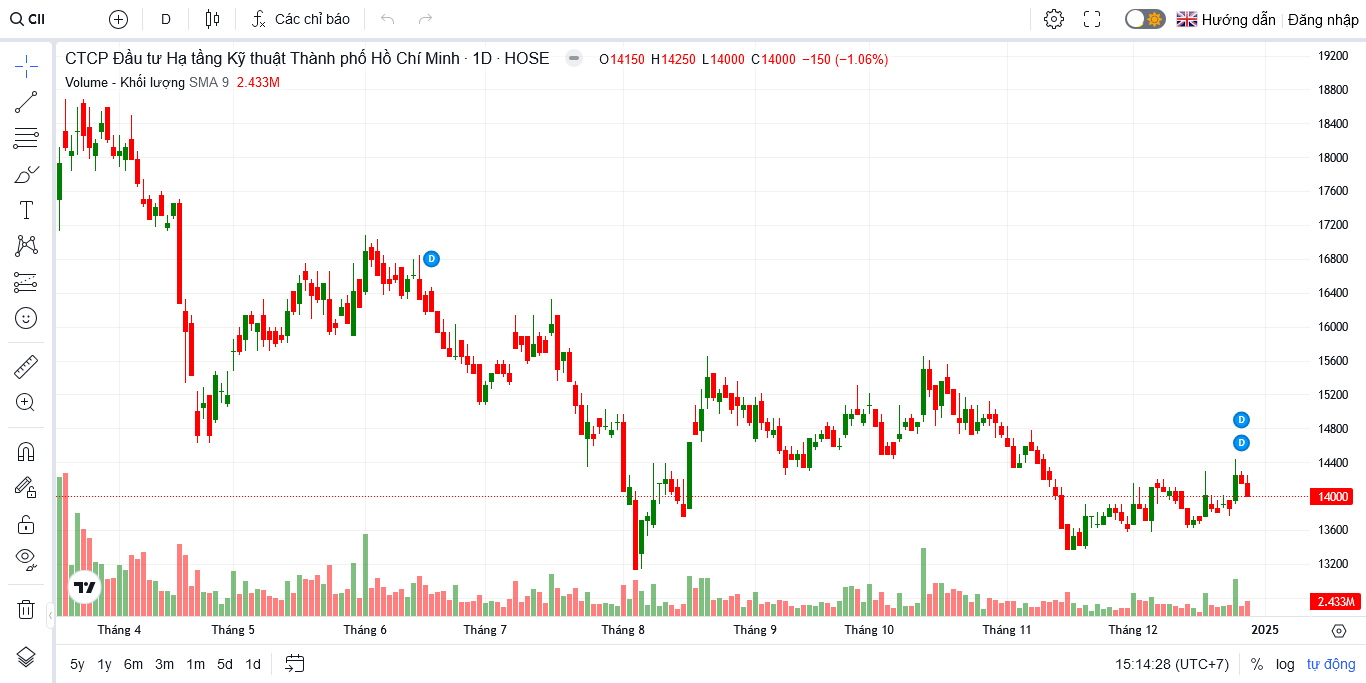 CII D Các chỉ báo Hướng dẫn Đăng nhập
CTCP Đầu tư Hạ tầng Kỹ thuật Thành phố Hồ Chí Minh · 1D · HOSE O14150 H14250 L14000 C14000 −150 (−1.06%)
Volume - Khối lượng SMA 9 2.433M
19200
18800
18400
18000
17600
17200
16800
D
16400
16000
15600
15200
14800
D
D
14400
14000
13600
13200
2.433M
Tháng 4 Tháng 5 Tháng 6 Tháng 7 Tháng 8 Tháng 9 Tháng 10 Tháng 11 Tháng 12 2025
5y 1y 6m 3m 1m 5d 1d 15:14:28 (UTC+7) % log tự động